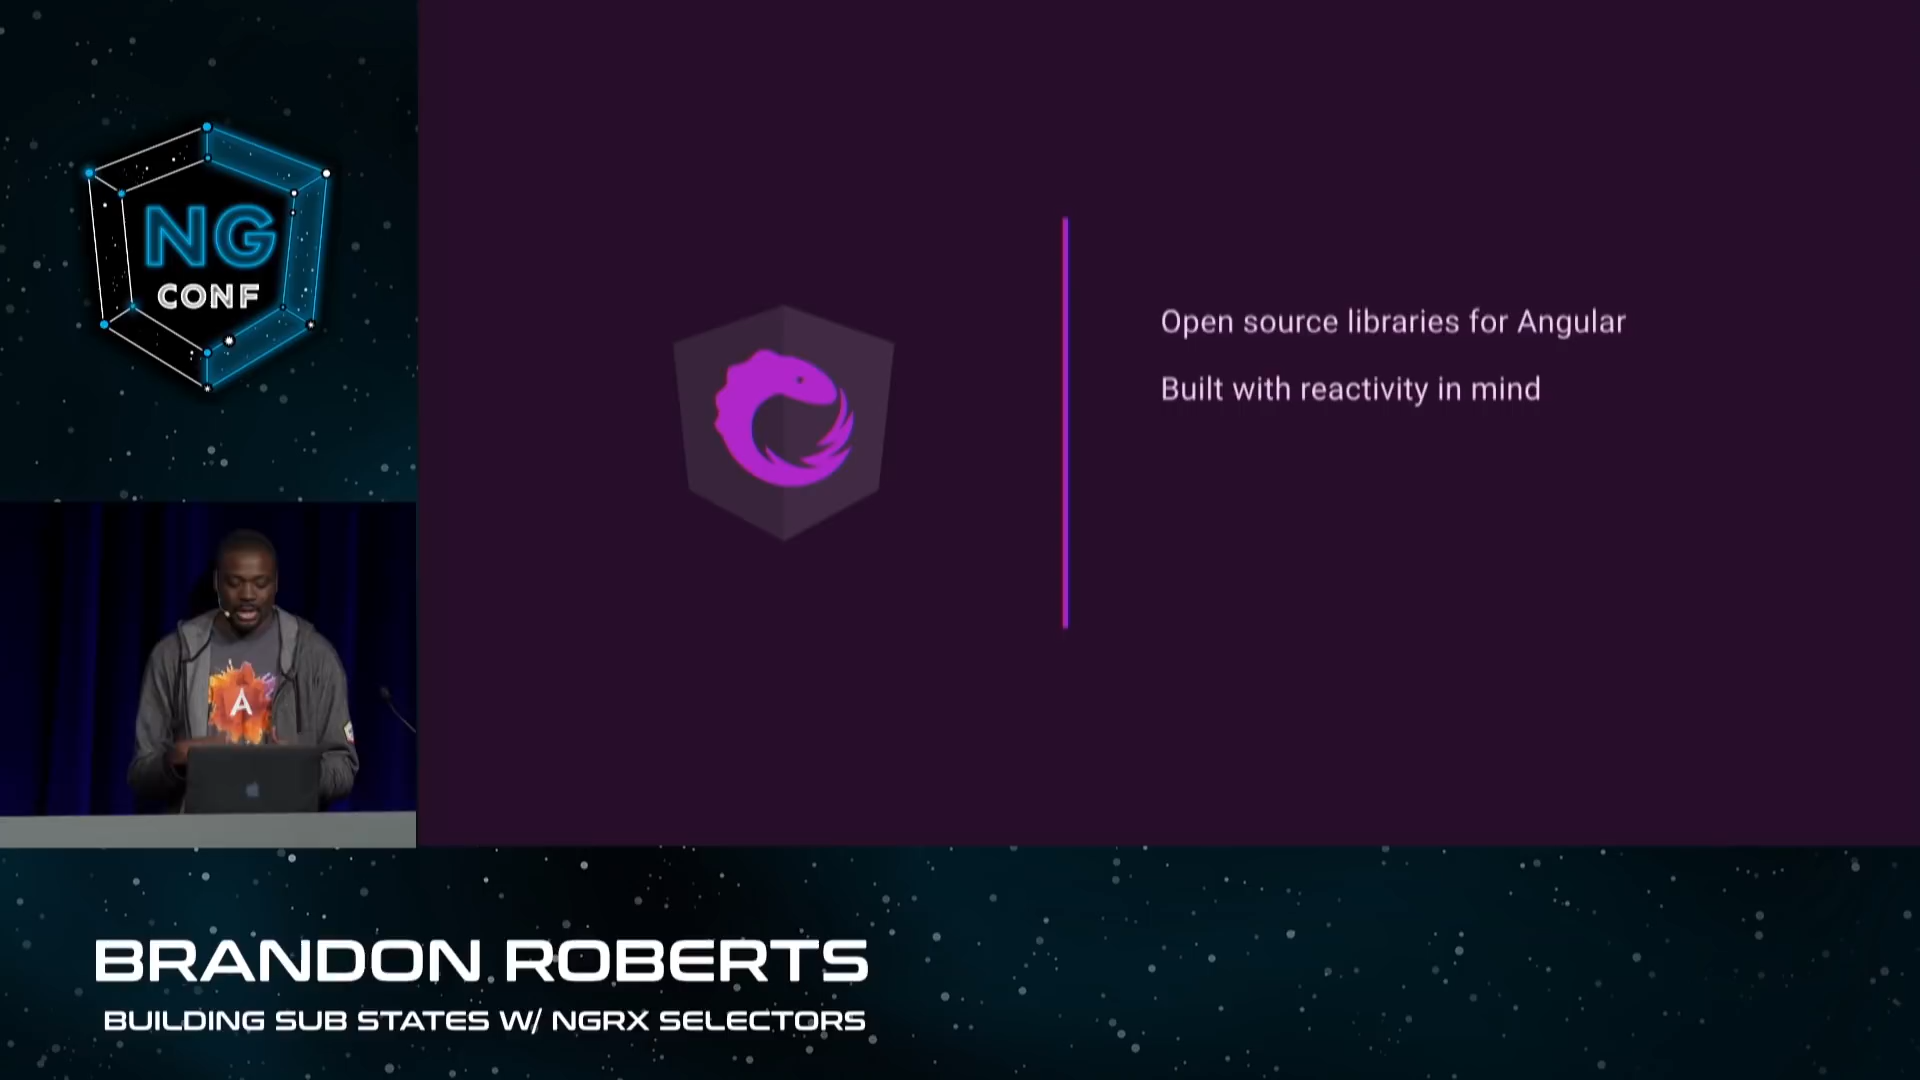 NG
CONF
Open source libraries for Angular
Built with reactivity in mind
A
BRANDON ROBERTS
BUILDING SUB STATES W/ NGRX SELECTORS